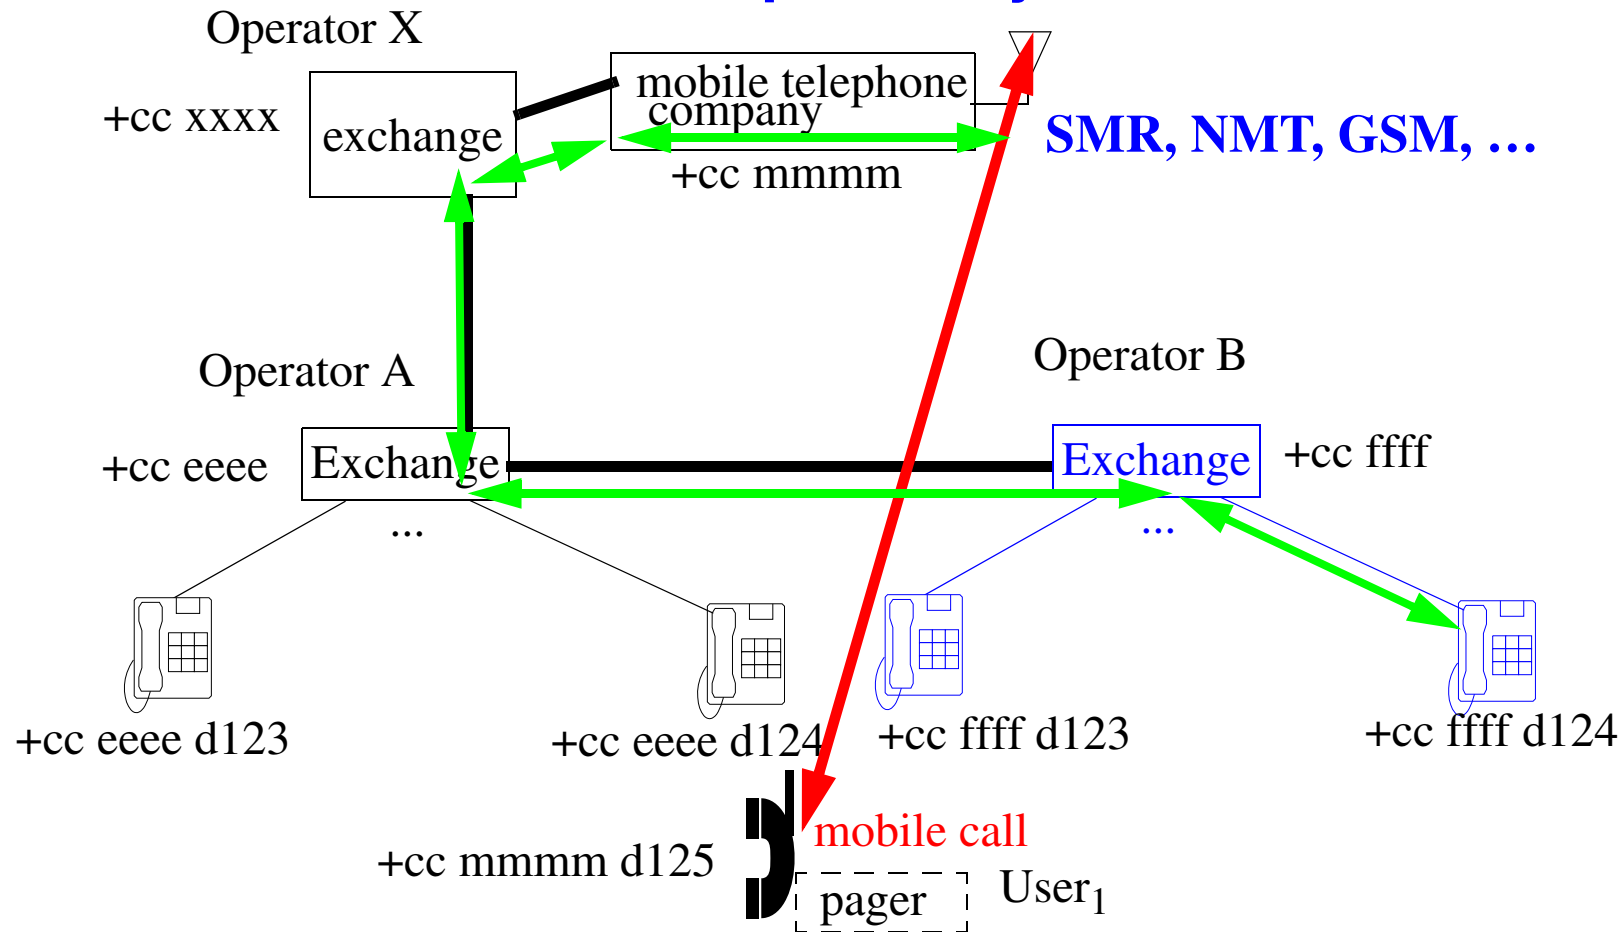 Operator X
mobile telephone
company
+cc xxxx
exchange
SMR, NMT, GSM, ...
+cc mmmm
Operator A
Operator B
+cc eeee
Exchange
Exchange
+cc ffff
...
...
+cc eeee d123
+cc eeee d124
+cc ffff d123
+cc ffff d124
mobile call
+cc mmmm d125
pager
User1